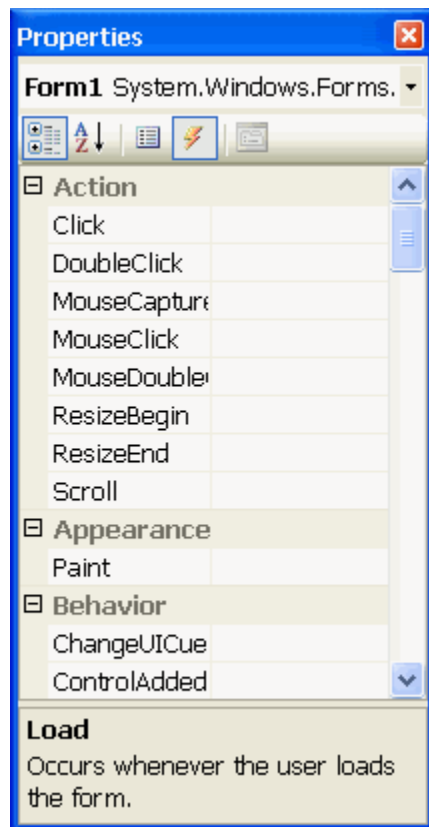 Properties
Form1 System.Windows.Forms.
Action
Click
DoubleClick
MouseCapture
MouseClick
MouseDouble
ResizeBegin
ResizeEnd
Scroll
Appearance
Paint
Behavior
ChangeUICue
ControlAdded
Load
Occurs whenever the user loads
the form.